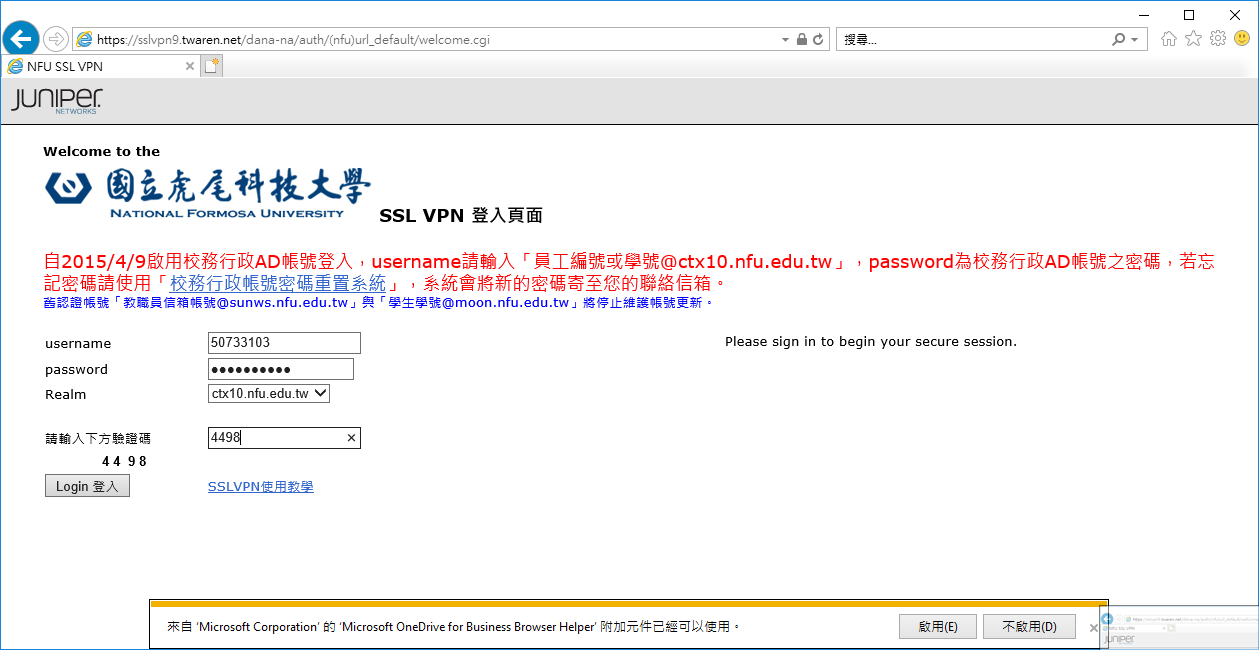 https://sslvpn9.twaren.net/dana-na/auth/(nfu)url_default/welcome.cgi
搜尋...
NFU SSL VPN
JUNIPER
NETWORKS
Welcome to the
國立虎尾科技大學
NATIONAL FORMOSA UNIVERSITY
SSL VPN 登入頁面
自2015/4/9啟用校務行政AD帳號登入，username請輸入「員工編號或學號@ctx10.nfu.edu.tw」，password為校務行政AD帳號之密碼，若忘
記密碼請使用「校務行政帳號密碼重置系統」，系統會將新的密碼寄至您的聯絡信箱。
舊認證帳號「教職員信箱帳號@sunws.nfu.edu.tw」與「學生學號@moon.nfu.edu.tw」將停止維護帳號更新。
username 50733103
Please sign in to begin your secure session.
password ●●●●●●●●●●
Realm ctx10.nfu.edu.tw
請輸入下方驗證碼 4498
4 4 9 8
Login 登入 SSLVPN使用教學
來自 'Microsoft Corporation' 的 'Microsoft OneDrive for Business Browser Helper' 附加元件已經可以使用。 啟用(E) 不啟用(D)
JUNIPER